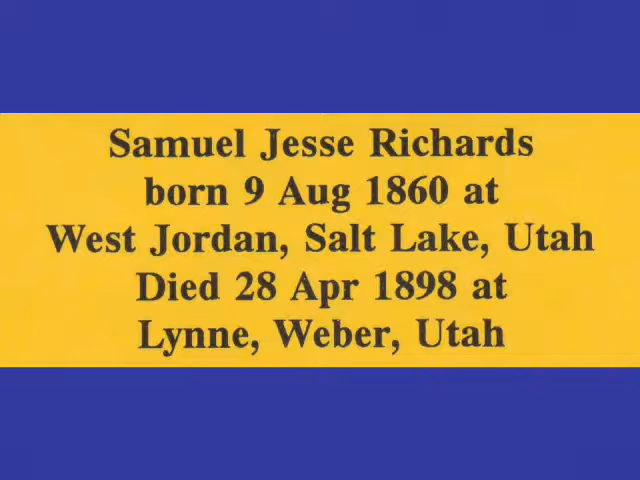 Samuel Jesse Richards
born 9 Aug 1860 at
West Jordan, Salt Lake, Utah
Died 28 Apr 1898 at
Lynne, Weber, Utah